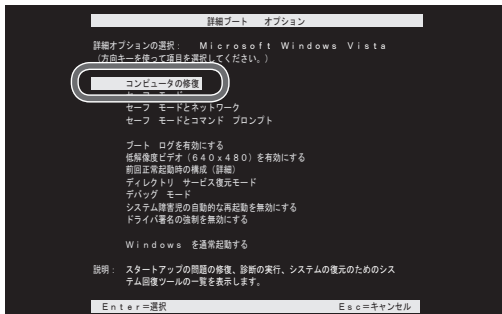 詳細ブート オプション
詳細オプションの選択： Ｍｉｃｒｏｓｏｆｔ Ｗｉｎｄｏｗｓ Ｖｉｓｔａ
（方向キーを使って項目を選択してください。）
コンピュータの修復
セーフ モード
セーフ モードとネットワーク
セーフ モードとコマンド プロンプト
ブート ログを有効にする
低解像度ビデオ（６４０ｘ４８０）を有効にする
前回正常起動時の構成（詳細）
ディレクトリ サービス復元モード
デバッグ モード
システム障害児の自動的な再起動を無効にする
ドライバ署名の強制を無効にする
Ｗｉｎｄｏｗｓ を通常起動する
説明： スタートアップの問題の修復、診断の実行、システムの復元のためのシス
テム回復ツールの一覧を表示します。
Ｅｎｔｅｒ＝選択 Ｅｓｃ＝キャンセル